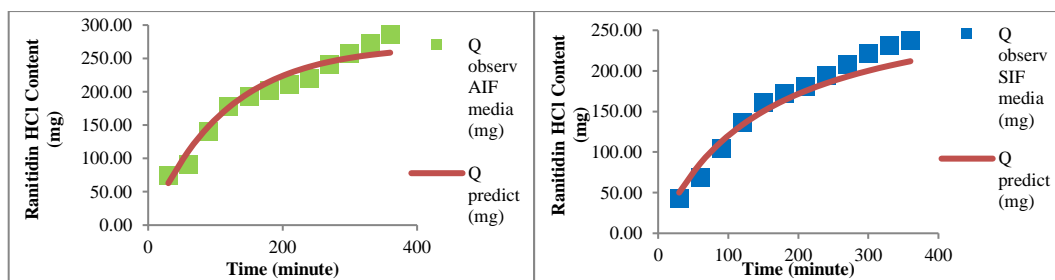 Ranitidin HCl Content
(mg)
300.00
250.00
200.00
150.00
100.00
50.00
0.00
0
200
400
Time (minute)
Q
observ
AIF
media
(mg)
Q
predict
(mg)
Ranitidin HCl Content
(mg)
250.00
200.00
150.00
100.00
50.00
0.00
0
100
200
300
400
Time (minute)
Q
observ
SIF
media
(mg)
Q
predict
(mg)